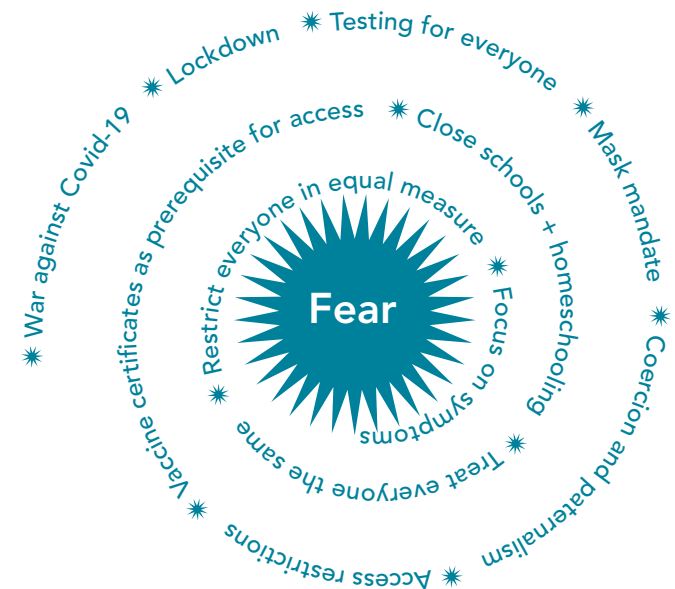 War against Covid-19
Lockdown
Testing for everyone
Mask mandate
Coercion and paternalism
Access restrictions
Vaccine certificates as prerequisite for access
Close schools + homeschooling
Treat everyone the same
Restrict everyone in equal measure
Focus on symptoms
Fear